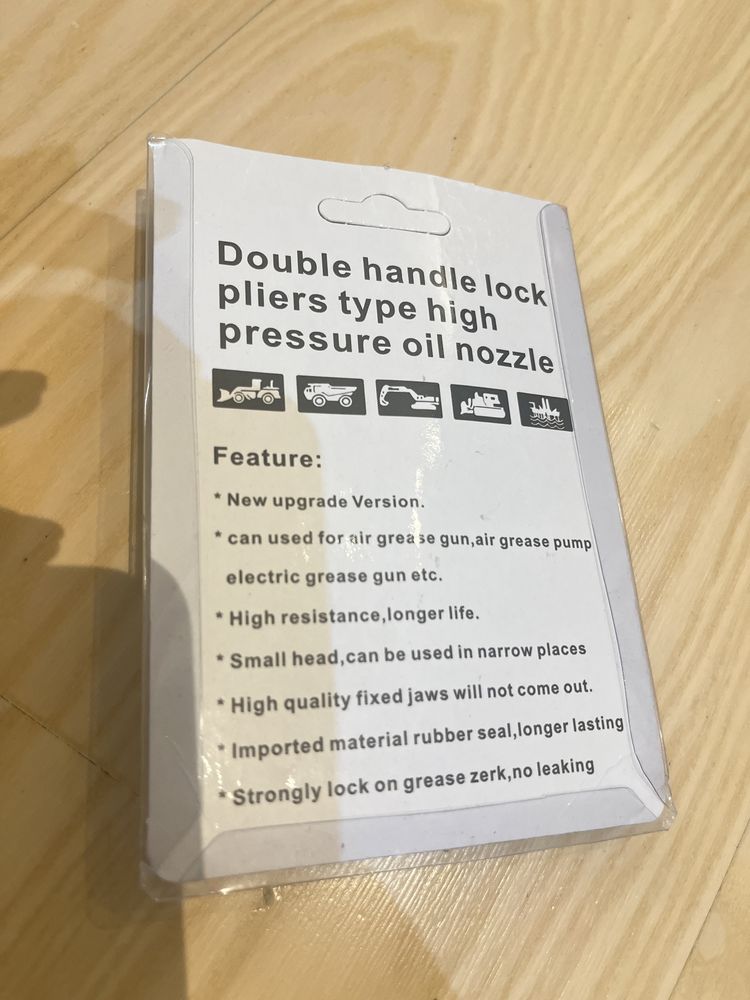 Double handle lock
pliers type high
pressure oil nozzle
Feature:
* New upgrade Version.
* can used for air grease gun,air grease pump
electric grease gun etc.
* High resistance,longer life.
* Small head,can be used in narrow places
* High quality fixed jaws will not come out.
* Imported material rubber seal,longer lasting
* Strongly lock on grease zerk,no leaking